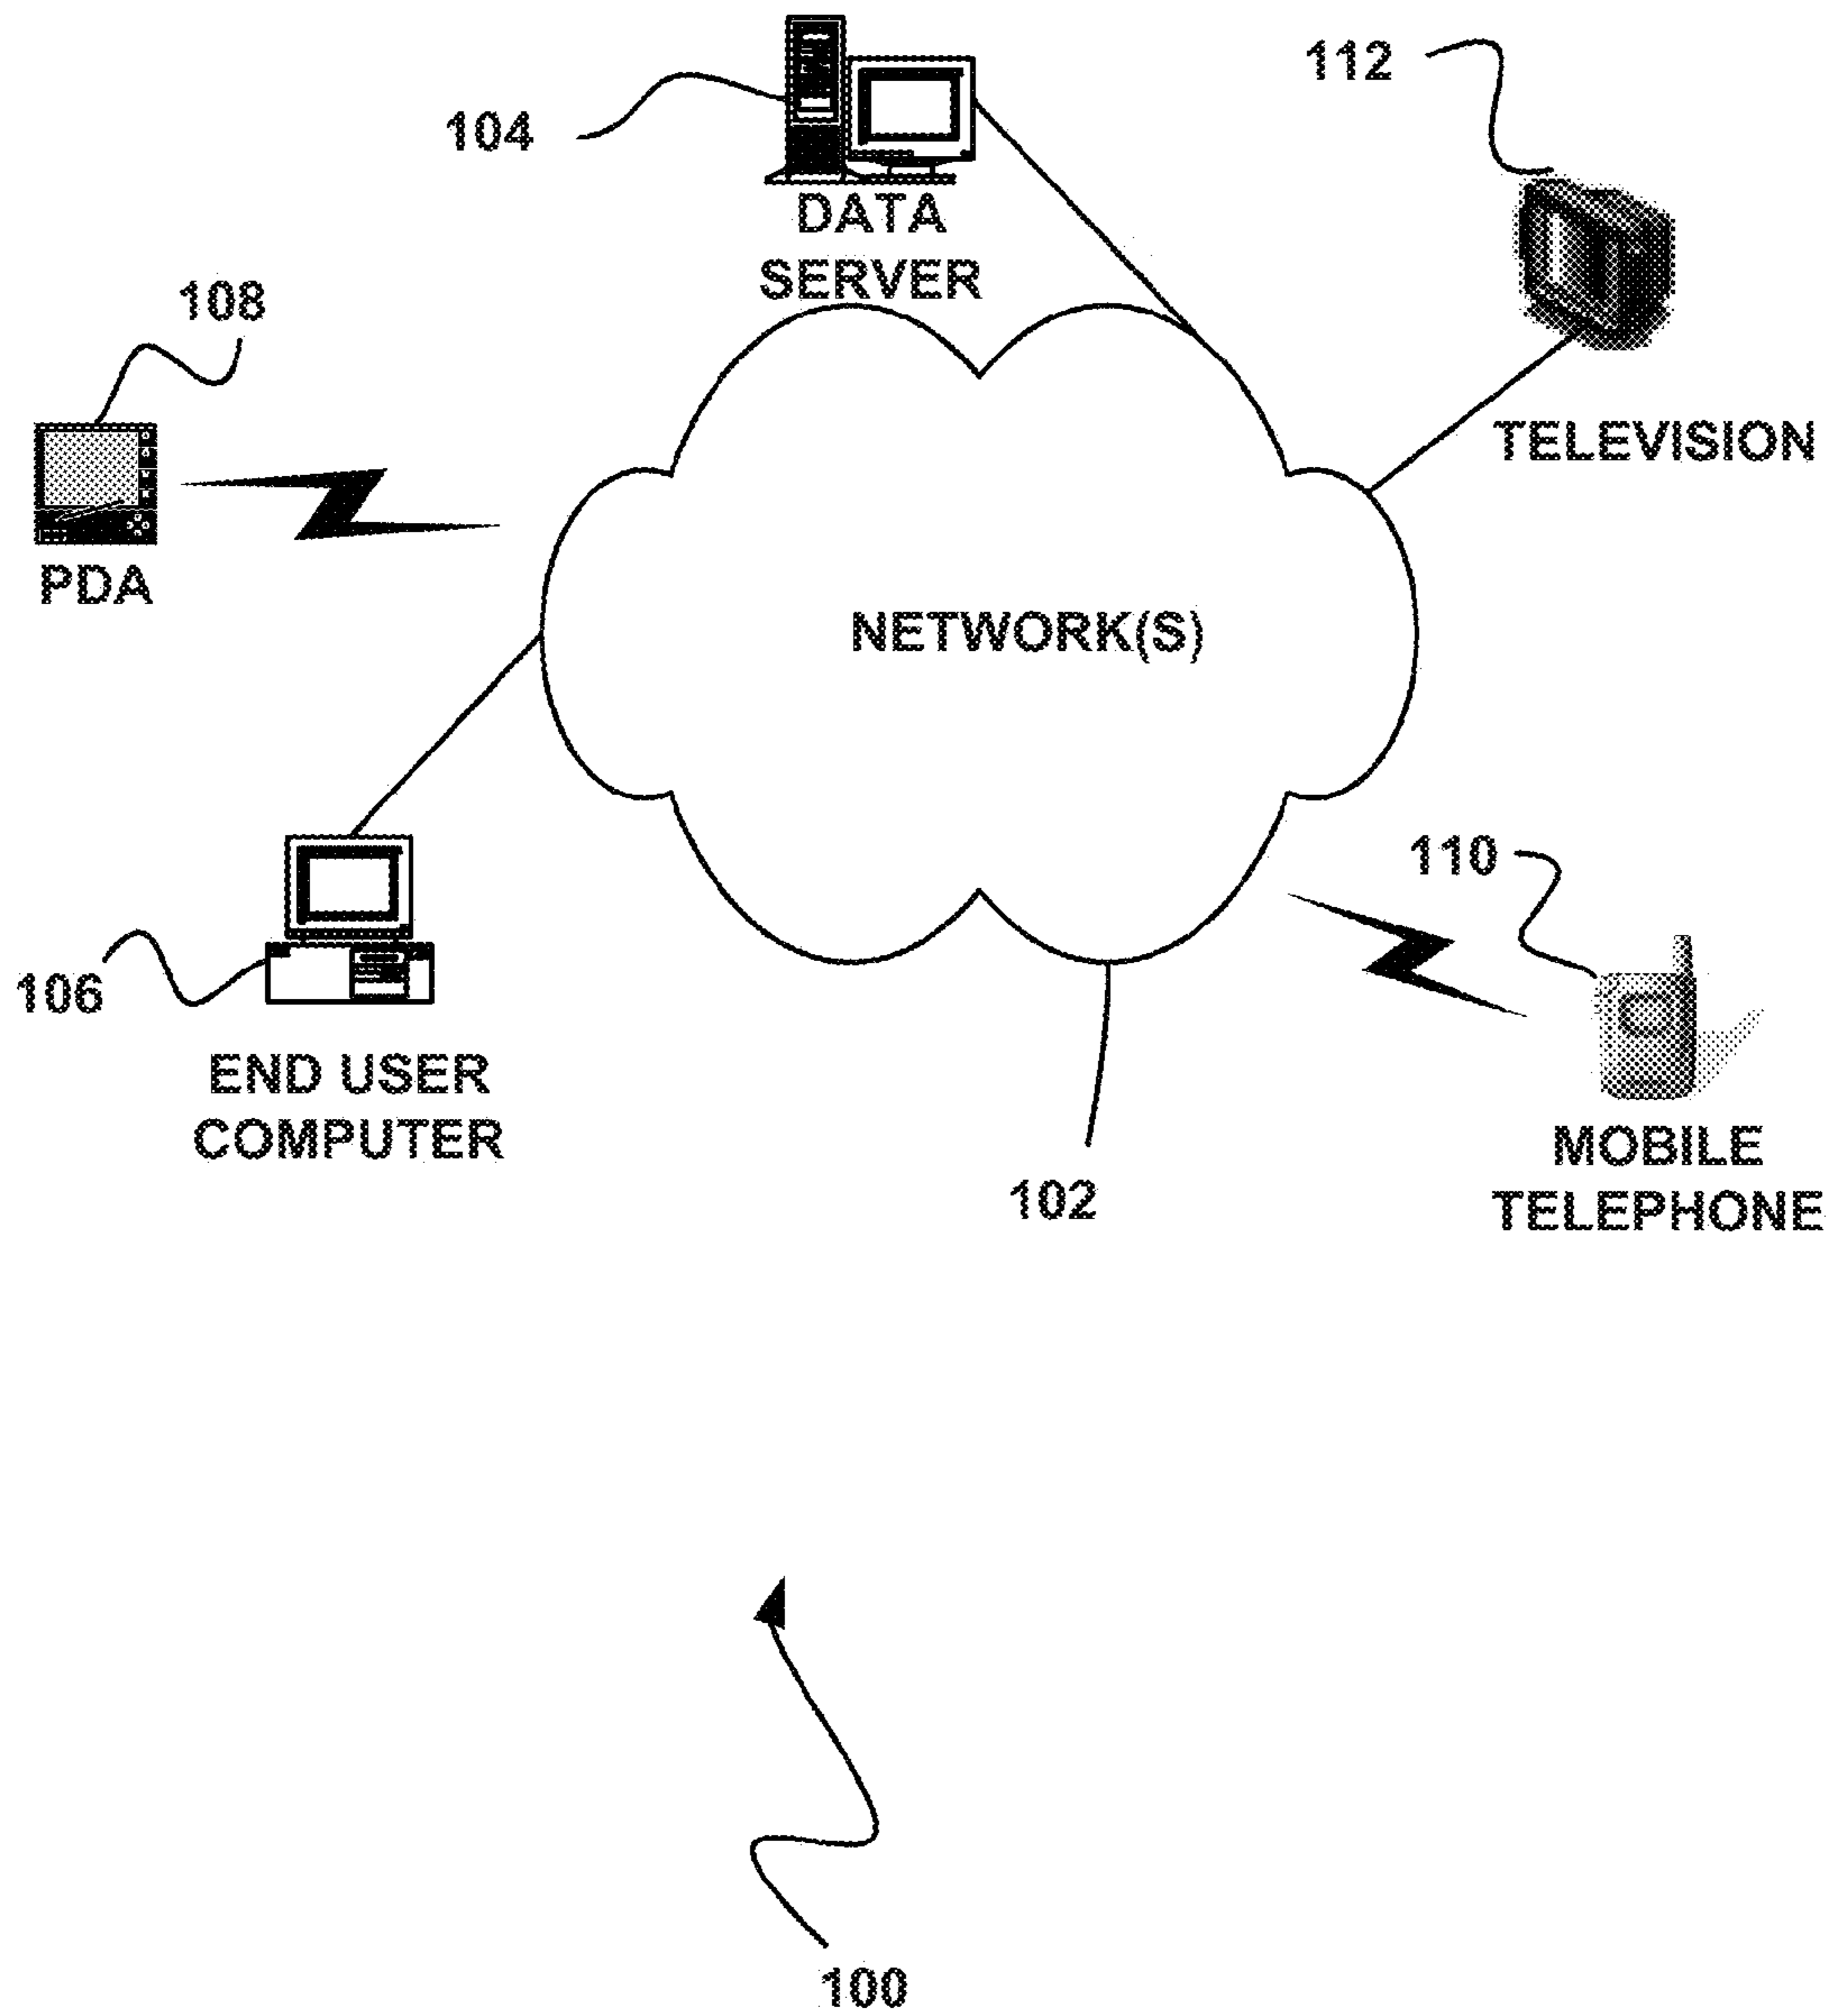 112
104
DATA
SERVER
108
TELEVISION
PDA
NETWORK(S)
110
106
END USER
COMPUTER
MOBILE
TELEPHONE
102
100